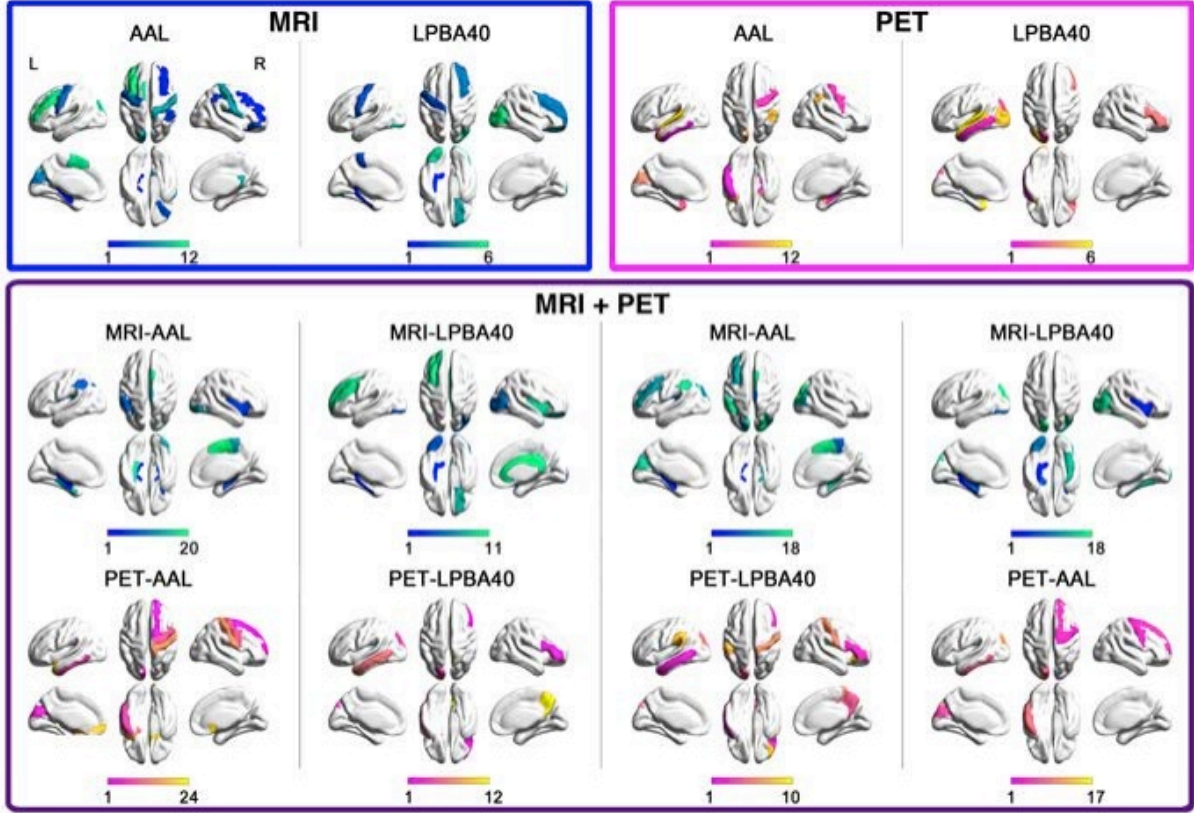 MRI
AAL LPBA40
L R
1 12 1 6
PET
AAL LPBA40
1 12 1 6
MRI + PET
MRI-AAL MRI-LPBA40 MRI-AAL MRI-LPBA40
1 20 1 11 1 18 1 18
PET-AAL PET-LPBA40 PET-LPBA40 PET-AAL
1 24 1 12 1 10 1 17